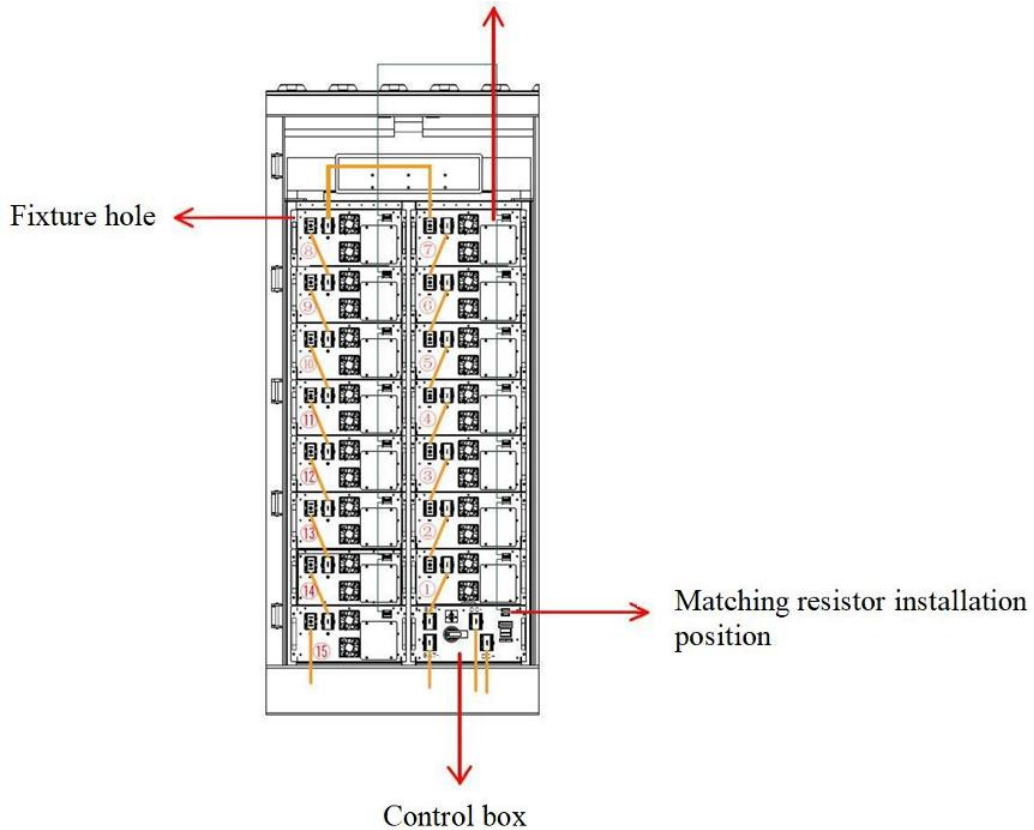 Fixture hole
⑧ ⑦
⑨ ⑥
⑩ ⑤
⑪ ④
⑫ ③
⑬ ②
⑭ ①
⑮
Matching resistor installation
position
Control box